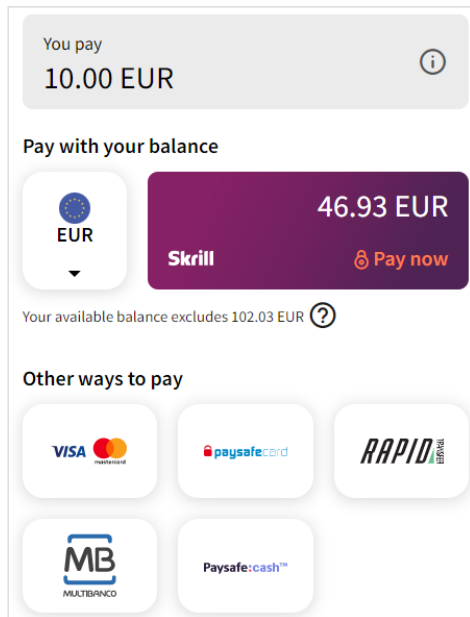 You pay
10.00 EUR
Pay with your balance
EUR
46.93 EUR
Skrill
Pay now
Your available balance excludes 102.03 EUR ?
Other ways to pay
VISA mastercard
paysafecard
RAPID TRANSFER
MB
MULTIBANCO
Paysafe:cash™